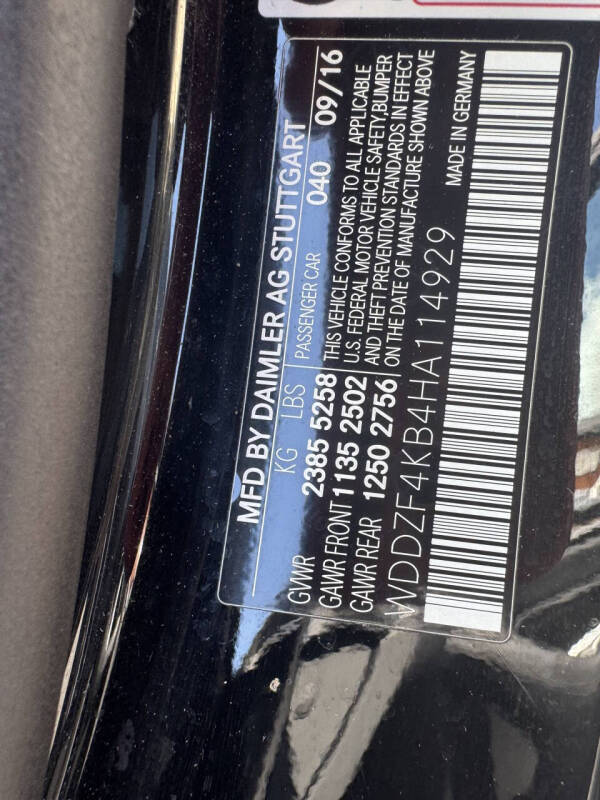 MFD BY DAIMLER AG STUTTGART
KG LBS PASSENGER CAR 040 09/16
GVWR 2385 5258
GAWR FRONT 1135 2502
GAWR REAR 1250 2756
THIS VEHICLE CONFORMS TO ALL APPLICABLE
U.S. FEDERAL MOTOR VEHICLE SAFETY,BUMPER
AND THEFT PREVENTION STANDARDS IN EFFECT
ON THE DATE OF MANUFACTURE SHOWN ABOVE
WDDZF4KB4HA114929
MADE IN GERMANY